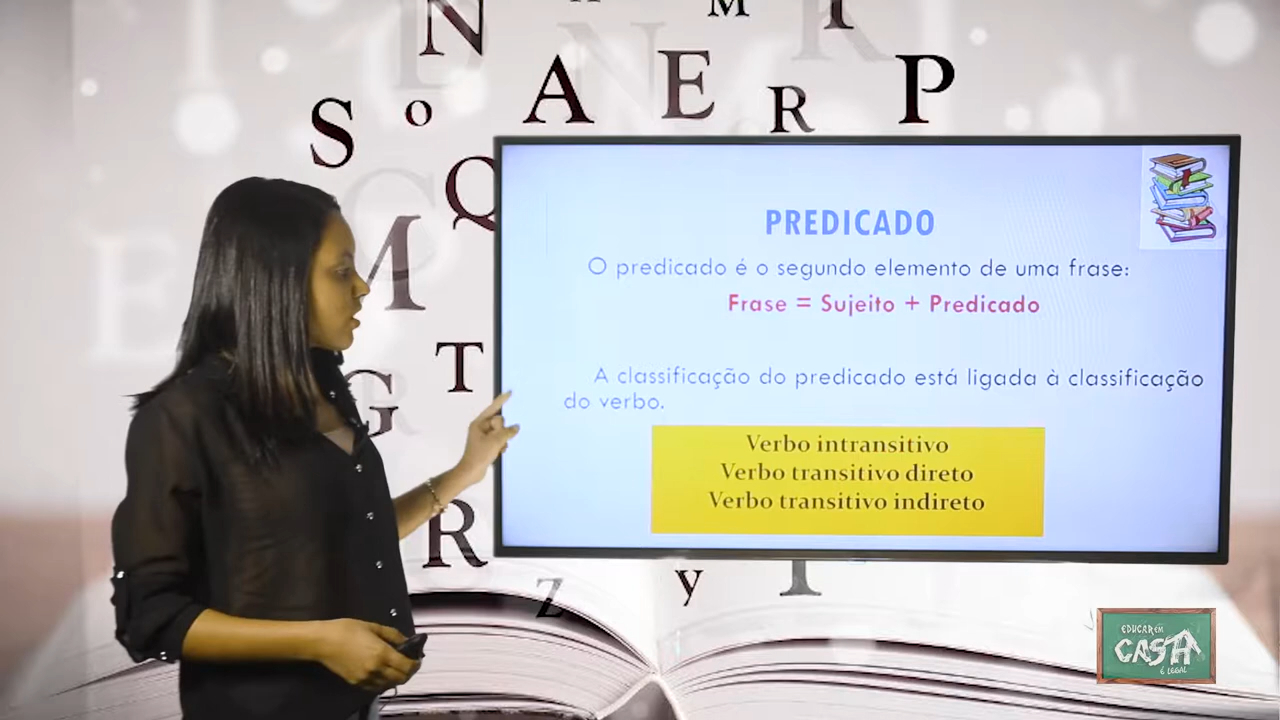 N M I
S o A E R P
Q
M
T
G
R
z y I
PREDICADO
O predicado é o segundo elemento de uma frase:
Frase = Sujeito + Predicado
A classificação do predicado está ligada à classificação
do verbo.
Verbo intransitivo
Verbo transitivo direto
Verbo transitivo indireto
EDUCAR EM
CASA
É LEGAL